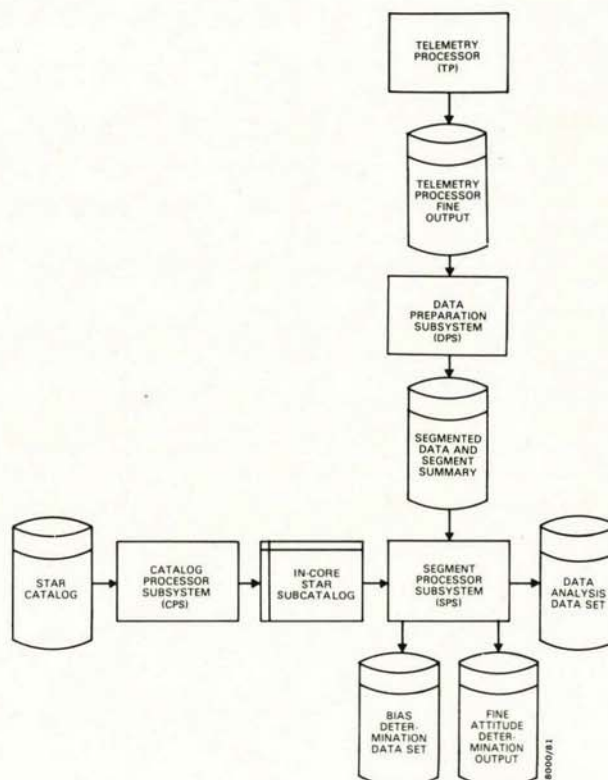 TELEMETRY
PROCESSOR
(TP)
TELEMETRY
PROCESSOR
FINE
OUTPUT
DATA
PREPARATION
SUBSYSTEM
(DPS)
SEGMENTED
DATA AND
SEGMENT
SUMMARY
STAR
CATALOG
CATALOG
PROCESSOR
SUBSYSTEM
(CPS)
IN-CORE
STAR
SUBCATALOG
SEGMENT
PROCESSOR
SUBSYSTEM
(SPS)
DATA
ANALYSIS
DATA SET
BIAS
DETER-
MINATION
DATA SET
FINE
ATTITUDE
DETER-
MINATION
OUTPUT
8000/81